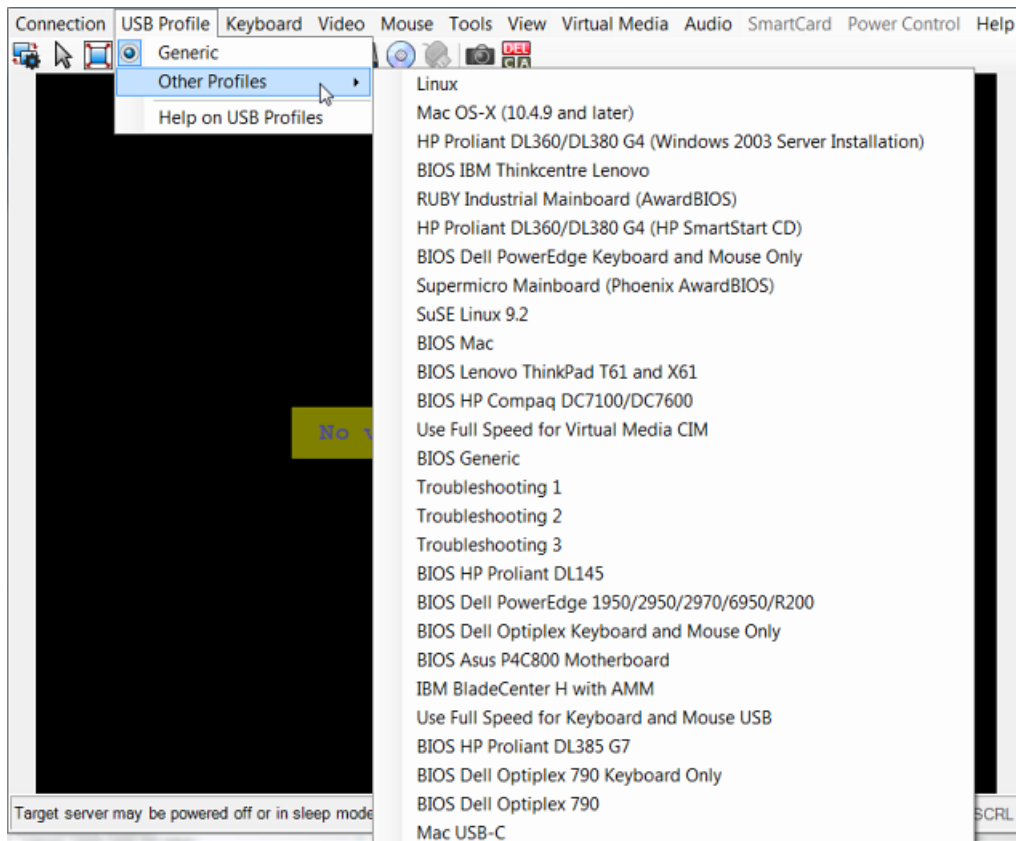 Connection USB Profile Keyboard Video Mouse Tools View Virtual Media Audio SmartCard Power Control Help
Generic
DEL
C A
Other Profiles
Help on USB Profiles
Linux
Mac OS-X (10.4.9 and later)
HP Proliant DL360/DL380 G4 (Windows 2003 Server Installation)
BIOS IBM Thinkcentre Lenovo
RUBY Industrial Mainboard (AwardBIOS)
HP Proliant DL360/DL380 G4 (HP SmartStart CD)
BIOS Dell PowerEdge Keyboard and Mouse Only
Supermicro Mainboard (Phoenix AwardBIOS)
SuSE Linux 9.2
BIOS Mac
BIOS Lenovo ThinkPad T61 and X61
BIOS HP Compaq DC7100/DC7600
No
Use Full Speed for Virtual Media CIM
BIOS Generic
Troubleshooting 1
Troubleshooting 2
Troubleshooting 3
BIOS HP Proliant DL145
BIOS Dell PowerEdge 1950/2950/2970/6950/R200
BIOS Dell Optiplex Keyboard and Mouse Only
BIOS Asus P4C800 Motherboard
IBM BladeCenter H with AMM
Use Full Speed for Keyboard and Mouse USB
BIOS HP Proliant DL385 G7
BIOS Dell Optiplex 790 Keyboard Only
BIOS Dell Optiplex 790
Mac USB-C
Target server may be powered off or in sleep mode
SCRL